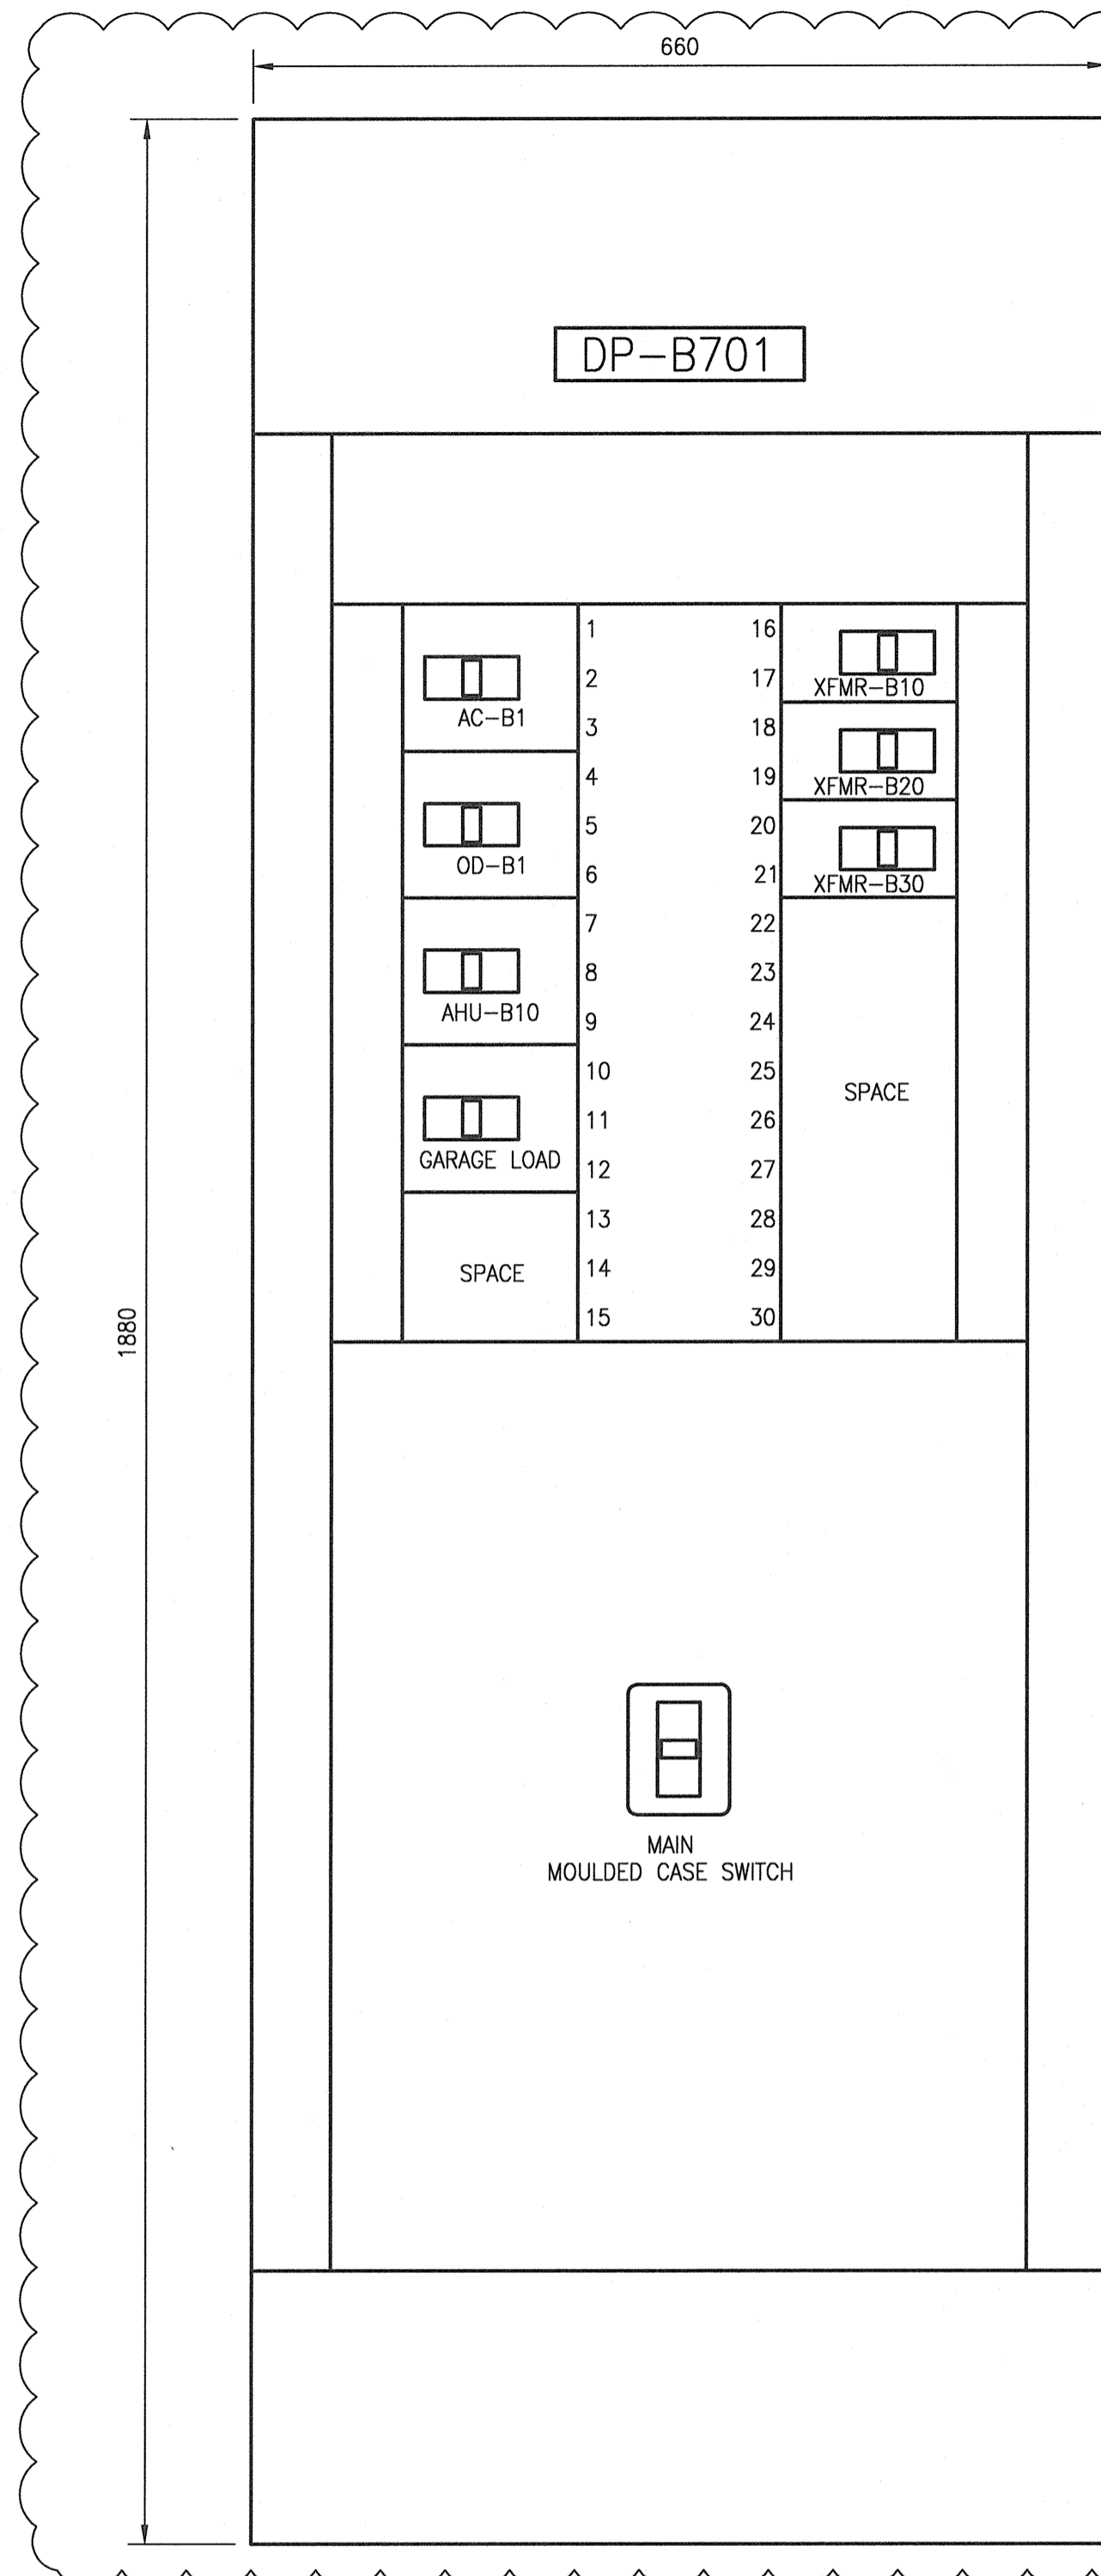 660
DP-B701
1 16
2 17
XFMR-B10
AC-B1
3 18
4 19
XFMR-B20
5 20
OD-B1
6 21
XFMR-B30
7 22
8 23
AHU-B10
9 24
10 25
SPACE
11 26
GARAGE LOAD
12 27
13 28
SPACE
14 29
15 30
1880
MAIN
MOULDED CASE SWITCH